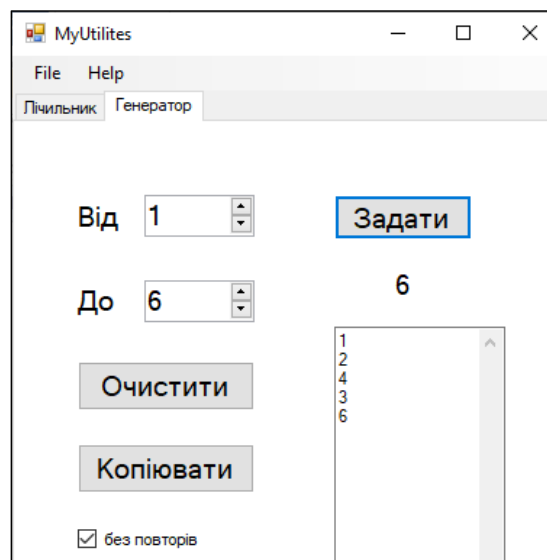 MyUtilites
File Help
Лічильник Генератор
Від 1 Задати
До 6 6
Очистити
Копіювати
без повторів
1
2
4
3
6